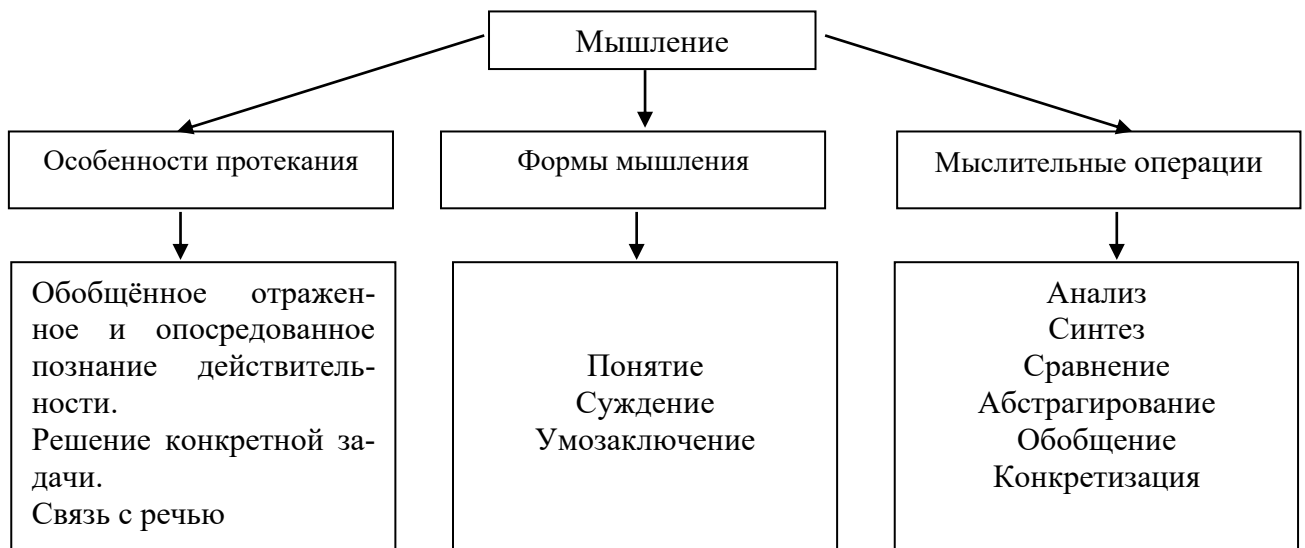 Мышление
Особенности протекания
Формы мышления
Мыслительные операции
Обобщённое отражен-
ное и опосредованное
познание действитель-
ности.
Решение конкретной за-
дачи.
Связь с речью
Понятие
Суждение
Умозаключение
Анализ
Синтез
Сравнение
Абстрагирование
Обобщение
Конкретизация